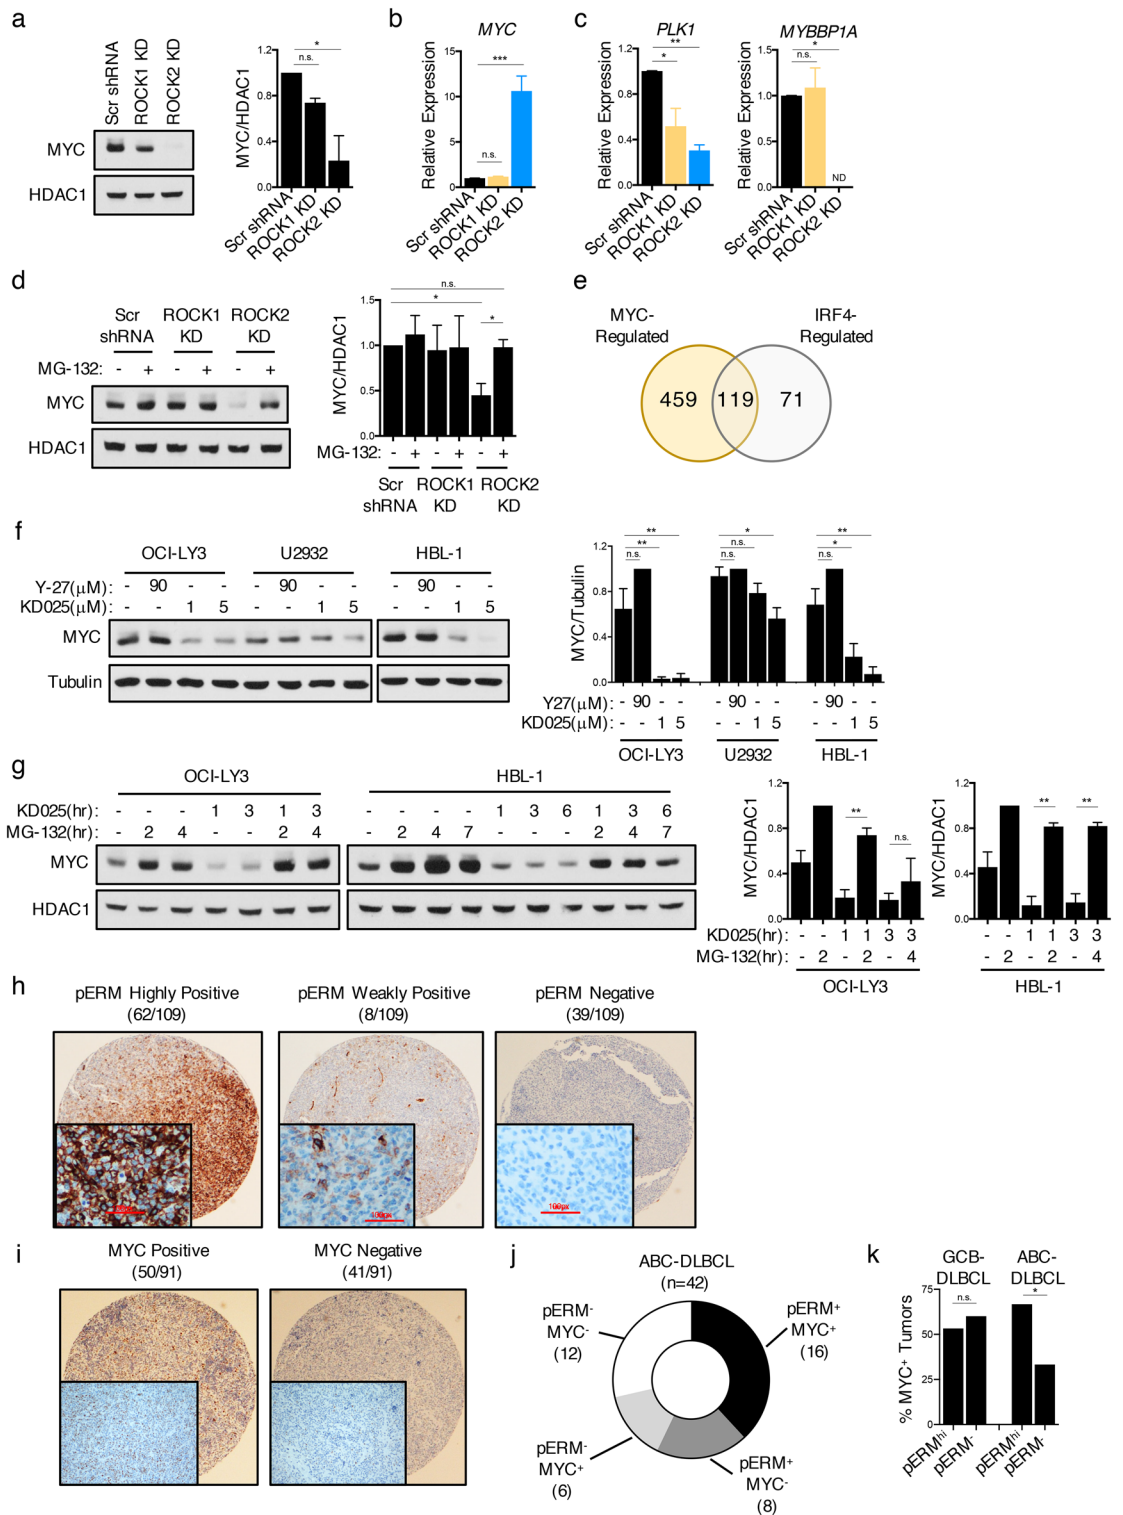 a
Scr shRNA
ROCK1 KD
ROCK2 KD
MYC
HDAC1
MYC/HDAC1
1.2
0.8
0.4
0.0
*
n.s.
Scr shRNA
ROCK1 KD
ROCK2 KD
b
MYC
Relative Expression
15
10
5
0
***
n.s.
Scr shRNA
ROCK1 KD
ROCK2 KD
c
PLK1
Relative Expression
1.2
0.8
0.4
0.0
**
*
Scr shRNA
ROCK1 KD
ROCK2 KD
MYBBP1A
Relative Expression
1.5
1.0
0.5
0.0
*
n.s.
ND
Scr shRNA
ROCK1 KD
ROCK2 KD
d
Scr shRNA
ROCK1 KD
ROCK2 KD
MG-132: - + - + - +
MYC
HDAC1
MYC/HDAC1
1.5
1.0
0.5
0.0
n.s.
*
*
MG-132: - + - + - +
Scr shRNA
ROCK1 KD
ROCK2 KD
e
MYC-Regulated
IRF4-Regulated
459 119 71
f
OCI-LY3 U2932 HBL-1
Y-27(μM): - 90 - - - 90 - - - 90 - -
KD025(μM): - - 1 5 - - 1 5 - - 1 5
MYC
Tubulin
MYC/Tubulin
1.2
0.8
0.4
0.0
**
**
n.s.
*
n.s.
n.s.
**
*
n.s.
Y27(μM): - 90 - - - 90 - - - 90 - -
KD025(μM): - - 1 5 - - 1 5 - - 1 5
OCI-LY3 U2932 HBL-1
g
OCI-LY3 HBL-1
KD025(hr): - - - 1 3 1 3 - - - - 1 3 6 1 3 6
MG-132(hr): - 2 4 - - 2 4 - 2 4 7 - - - 2 4 7
MYC
HDAC1
MYC/HDAC1
1.2
0.8
0.4
0.0
**
n.s.
MYC/HDAC1
1.2
0.8
0.4
0.0
**
**
KD025(hr): - - 1 1 3 3 - - 1 1 3 3
MG-132(hr): - 2 - 2 - 4 - 2 - 2 - 4
OCI-LY3 HBL-1
h
pERM Highly Positive
(62/109)
pERM Weakly Positive
(8/109)
pERM Negative
(39/109)
100μx
i
MYC Positive
(50/91)
MYC Negative
(41/91)
j
ABC-DLBCL
(n=42)
pERM-
MYC-
(12)
pERM+
MYC+
(16)
pERM-
MYC+
(6)
pERM+
MYC-
(8)
k
GCB-DLBCL
ABC-DLBCL
% MYC+ Tumors
75
50
25
0
n.s.
*
pERMhi
pERM-
pERMhi
pERM-